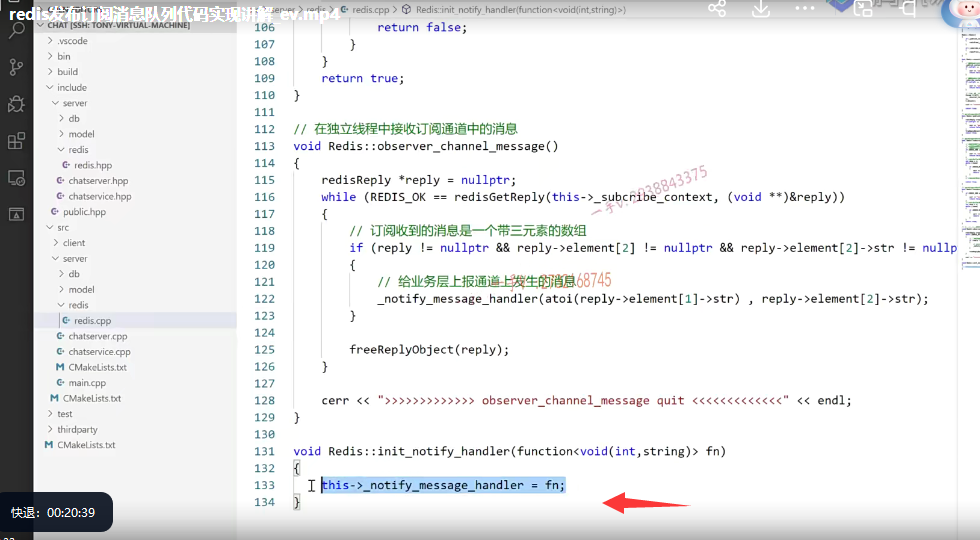 redis发布订阅消息队列代码实现讲解 ev.mp4
redis.cpp > Redis::init_notify_handler(function<void(int,string)>)
CHAT [SSH: TONY-VIRTUAL-MACHINE]
.vscode
bin
build
include
server
db
model
redis
redis.hpp
chatserver.hpp
chatservice.hpp
public.hpp
src
client
server
db
model
redis
redis.cpp
chatserver.cpp
chatservice.cpp
CMakeLists.txt
main.cpp
CMakeLists.txt
test
thirdparty
CMakeLists.txt
106 return false;
107 }
108 }
109 return true;
110 }
111
112 // 在独立线程中接收订阅通道中的消息
113 void Redis::observer_channel_message()
114 {
115 redisReply *reply = nullptr;
116 while (REDIS_OK == redisGetReply(this->_subcribe_context, (void **)&reply))
117 {
118 // 订阅收到的消息是一个带三元素的数组
119 if (reply != nullptr && reply->element[2] != nullptr && reply->element[2]->str != nullp
120 {
121 // 给业务层上报通道上发生的消息
122 _notify_message_handler(atoi(reply->element[1]->str) , reply->element[2]->str);
123 }
124
125 freeReplyObject(reply);
126 }
127
128 cerr << ">>>>>>>>>>>>> observer_channel_message quit <<<<<<<<<<<<<" << endl;
129 }
130
131 void Redis::init_notify_handler(function<void(int,string)> fn)
132 {
133 this->_notify_message_handler = fn;
134 }
快退：00:20:39